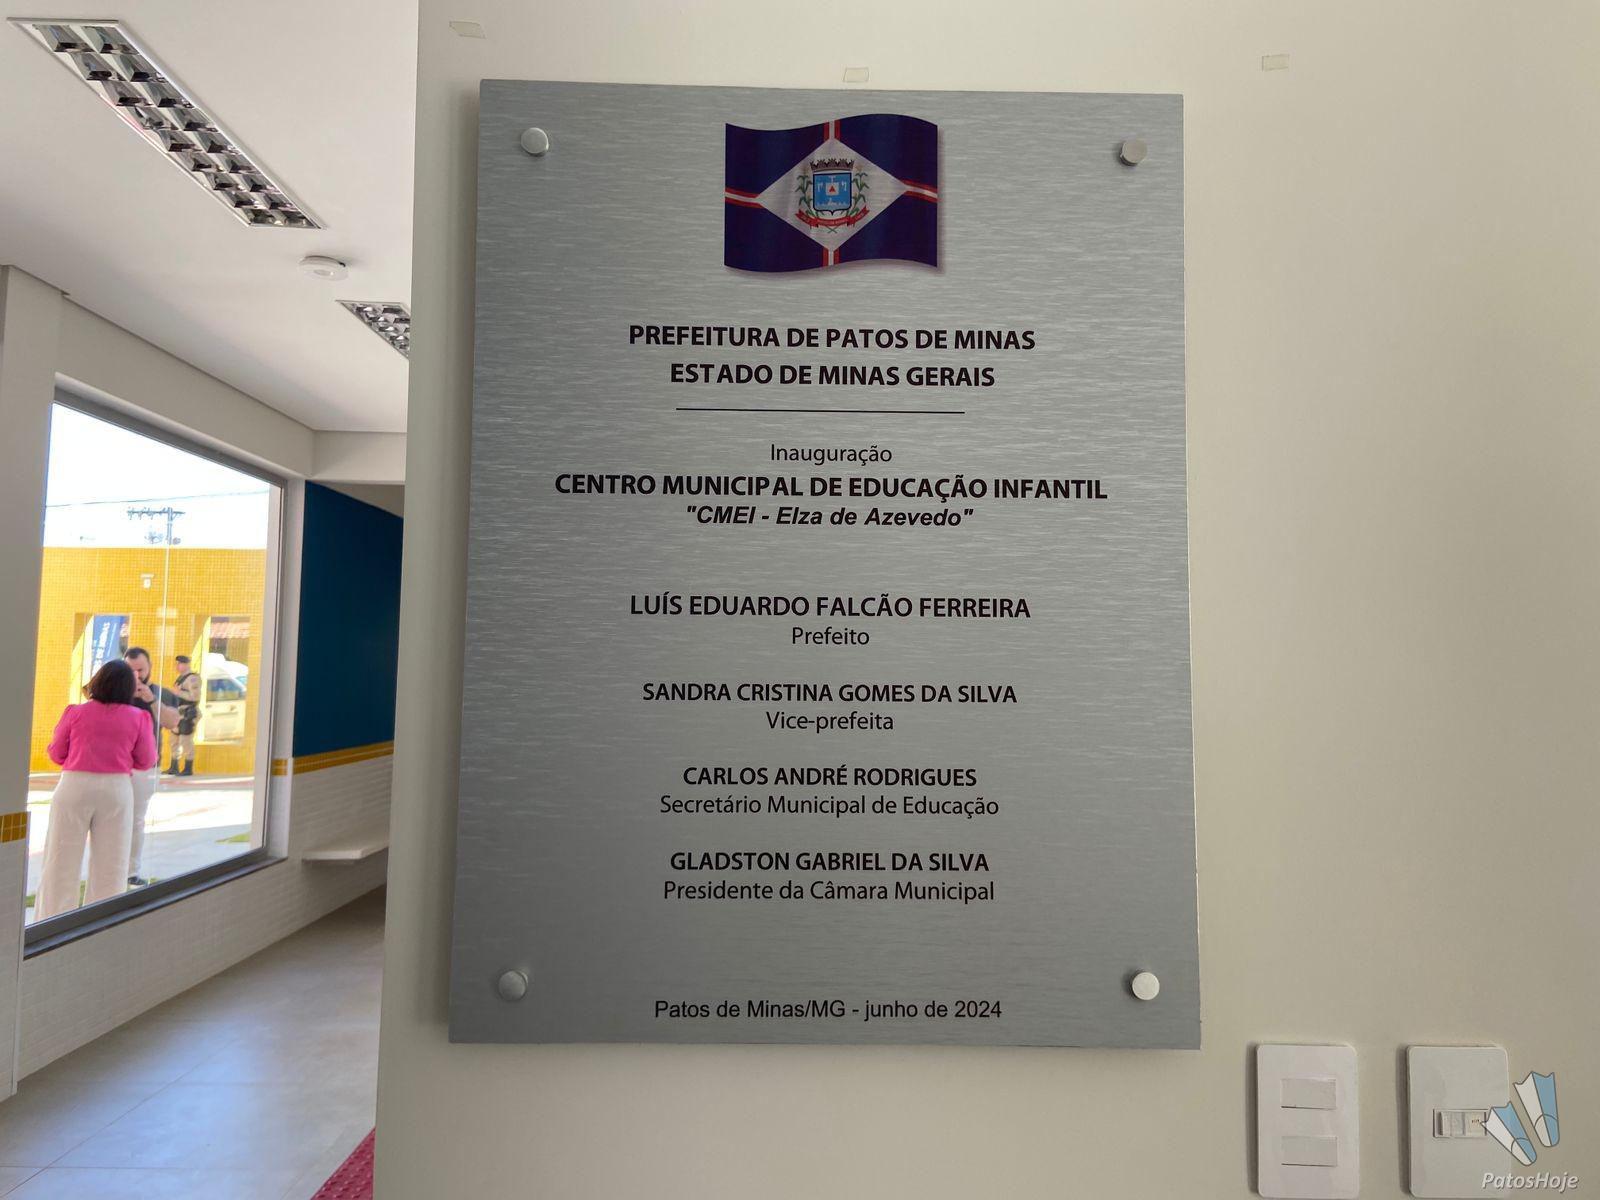 PREFEITURA DE PATOS DE MINAS
ESTADO DE MINAS GERAIS
Inauguração
CENTRO MUNICIPAL DE EDUCAÇÃO INFANTIL
"CMEI - Elza de Azevedo"
LUÍS EDUARDO FALCÃO FERREIRA
Prefeito
SANDRA CRISTINA GOMES DA SILVA
Vice-prefeita
CARLOS ANDRÉ RODRIGUES
Secretário Municipal de Educação
GLADSTON GABRIEL DA SILVA
Presidente da Câmara Municipal
Patos de Minas/MG - junho de 2024
PatosHoje